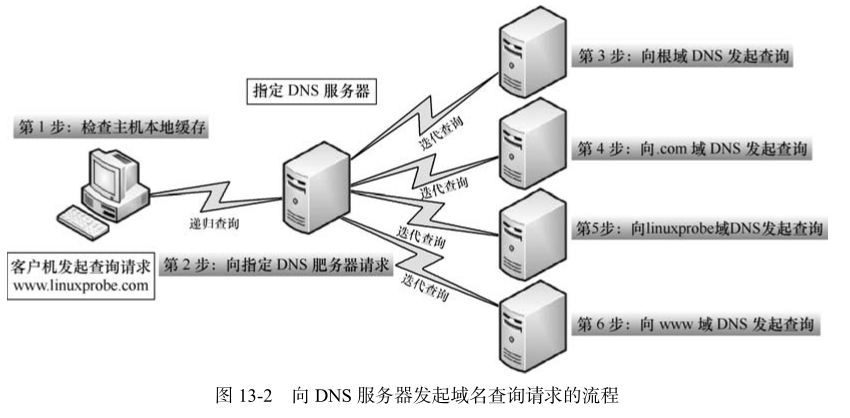 指定 DNS 服务器
第 1 步：检查主机本地缓存
第 3 步：向根域 DNS 发起查询
迭代查询
第 4 步：向.com 域 DNS 发起查询
迭代查询
递归查询
第5步：向linuxprobe域DNS发起查询
迭代查询
客户机发起查询请求
www.linuxprobe.com
第 2 步：向指定 DNS 肥务器请求
迭代查询
第 6 步：向 www 域 DNS 发起查询
图 13-2 向 DNS 服务器发起域名查询请求的流程